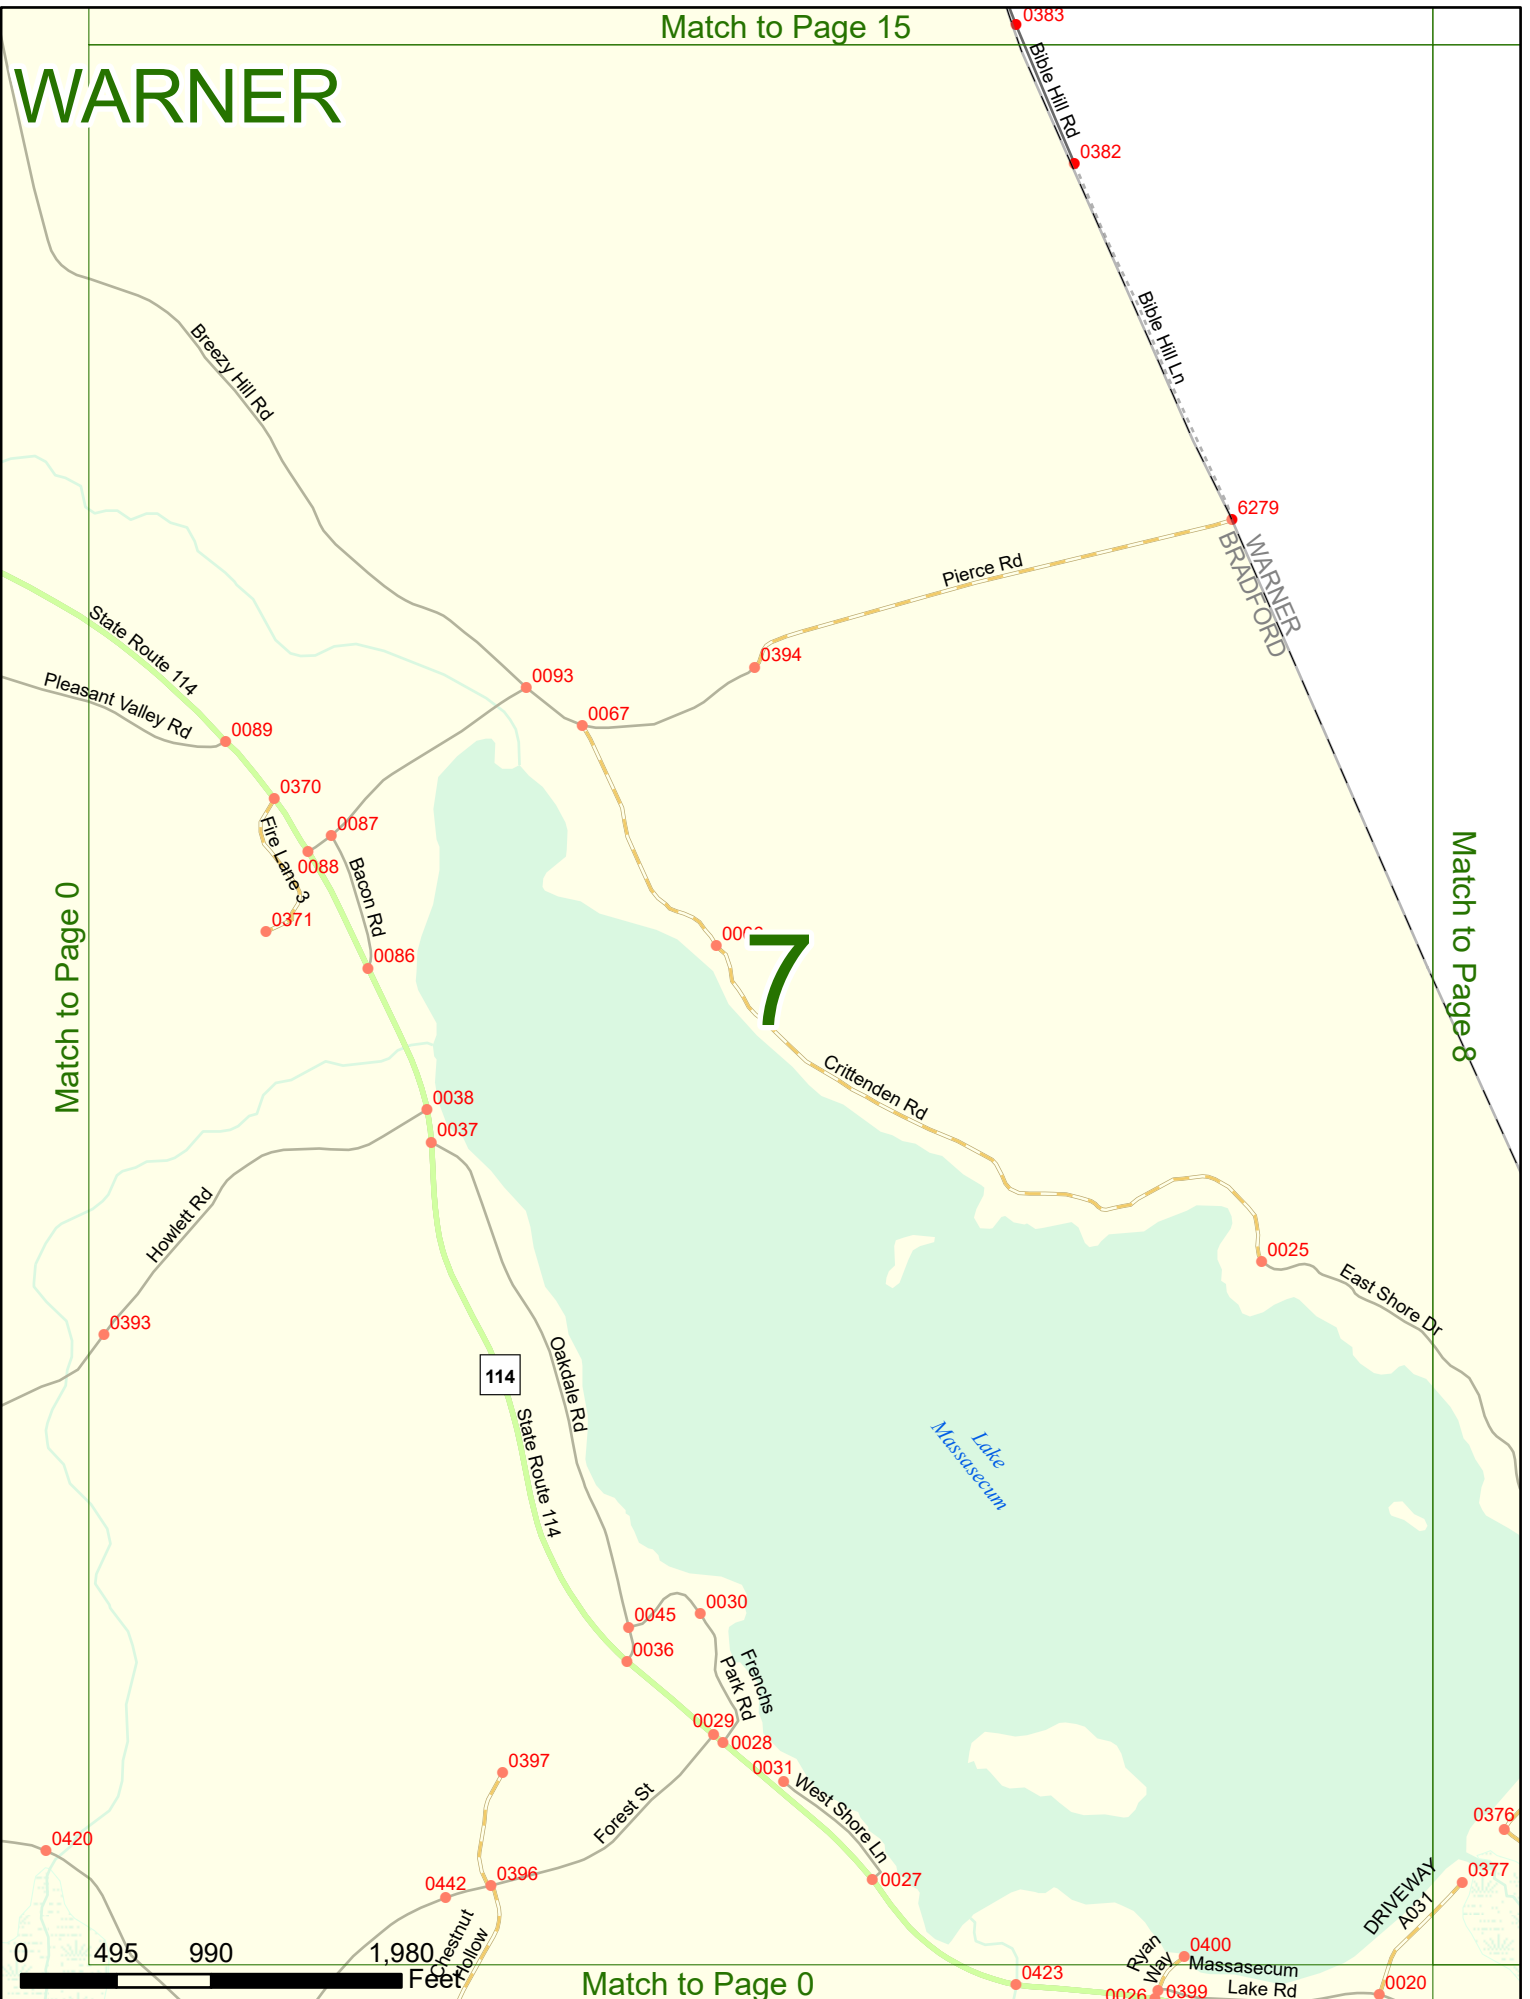 Match to Page 15
0383
WARNER
Bible Hill Rd
0382
Bible Hill Ln
Breezy Hill Rd
6279
WARNER
BRADFORD
Pierce Rd
State Route 114
0394
0093
Pleasant Valley Rd
0067
0089
0370
0087
Fire Lane 3
0088
Bacon Rd
0371
0086
7
Match to Page 0
Match to Page 8
Crittenden Rd
0038
0037
Howlett Rd
0025
East Shore Dr
0393
114
Oakdale Rd
State Route 114
Lake
Massasecum
0045
0030
0036
Frenchs
Park Rd
0029
0028
0397
0031
West Shore Ln
Forest St
0376
0420
0396
0027
0377
0442
DRIVEWAY
A031
Chestnut
Hollow
Ryan
Way
0400
Massasecum
Lake Rd
0 495 990 1,980
Feet
Match to Page 0
0423
0026
0399
0020